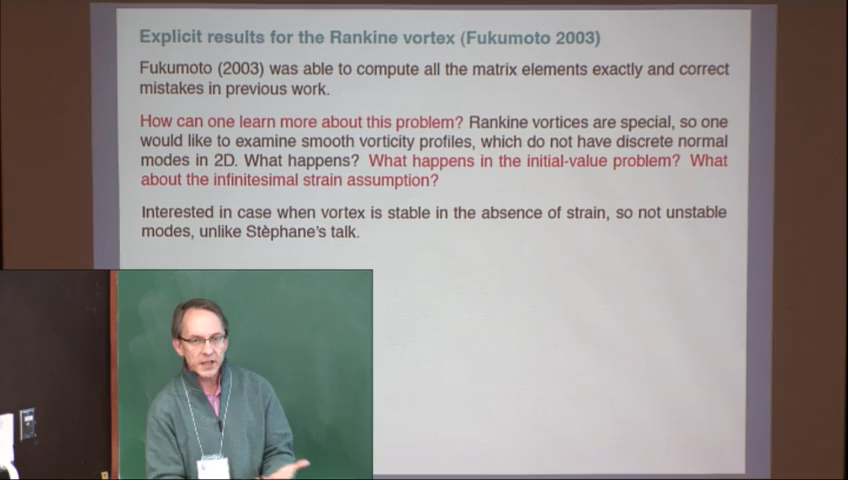 Explicit results for the Rankine vortex (Fukumoto 2003)
Fukumoto (2003) was able to compute all the matrix elements exactly and correct
mistakes in previous work.
How can one learn more about this problem? Rankine vortices are special, so one
would like to examine smooth vorticity profiles, which do not have discrete normal
modes in 2D. What happens? What happens in the initial-value problem? What
about the infinitesimal strain assumption?
Interested in case when vortex is stable in the absence of strain, so not unstable
modes, unlike Stèphane's talk.